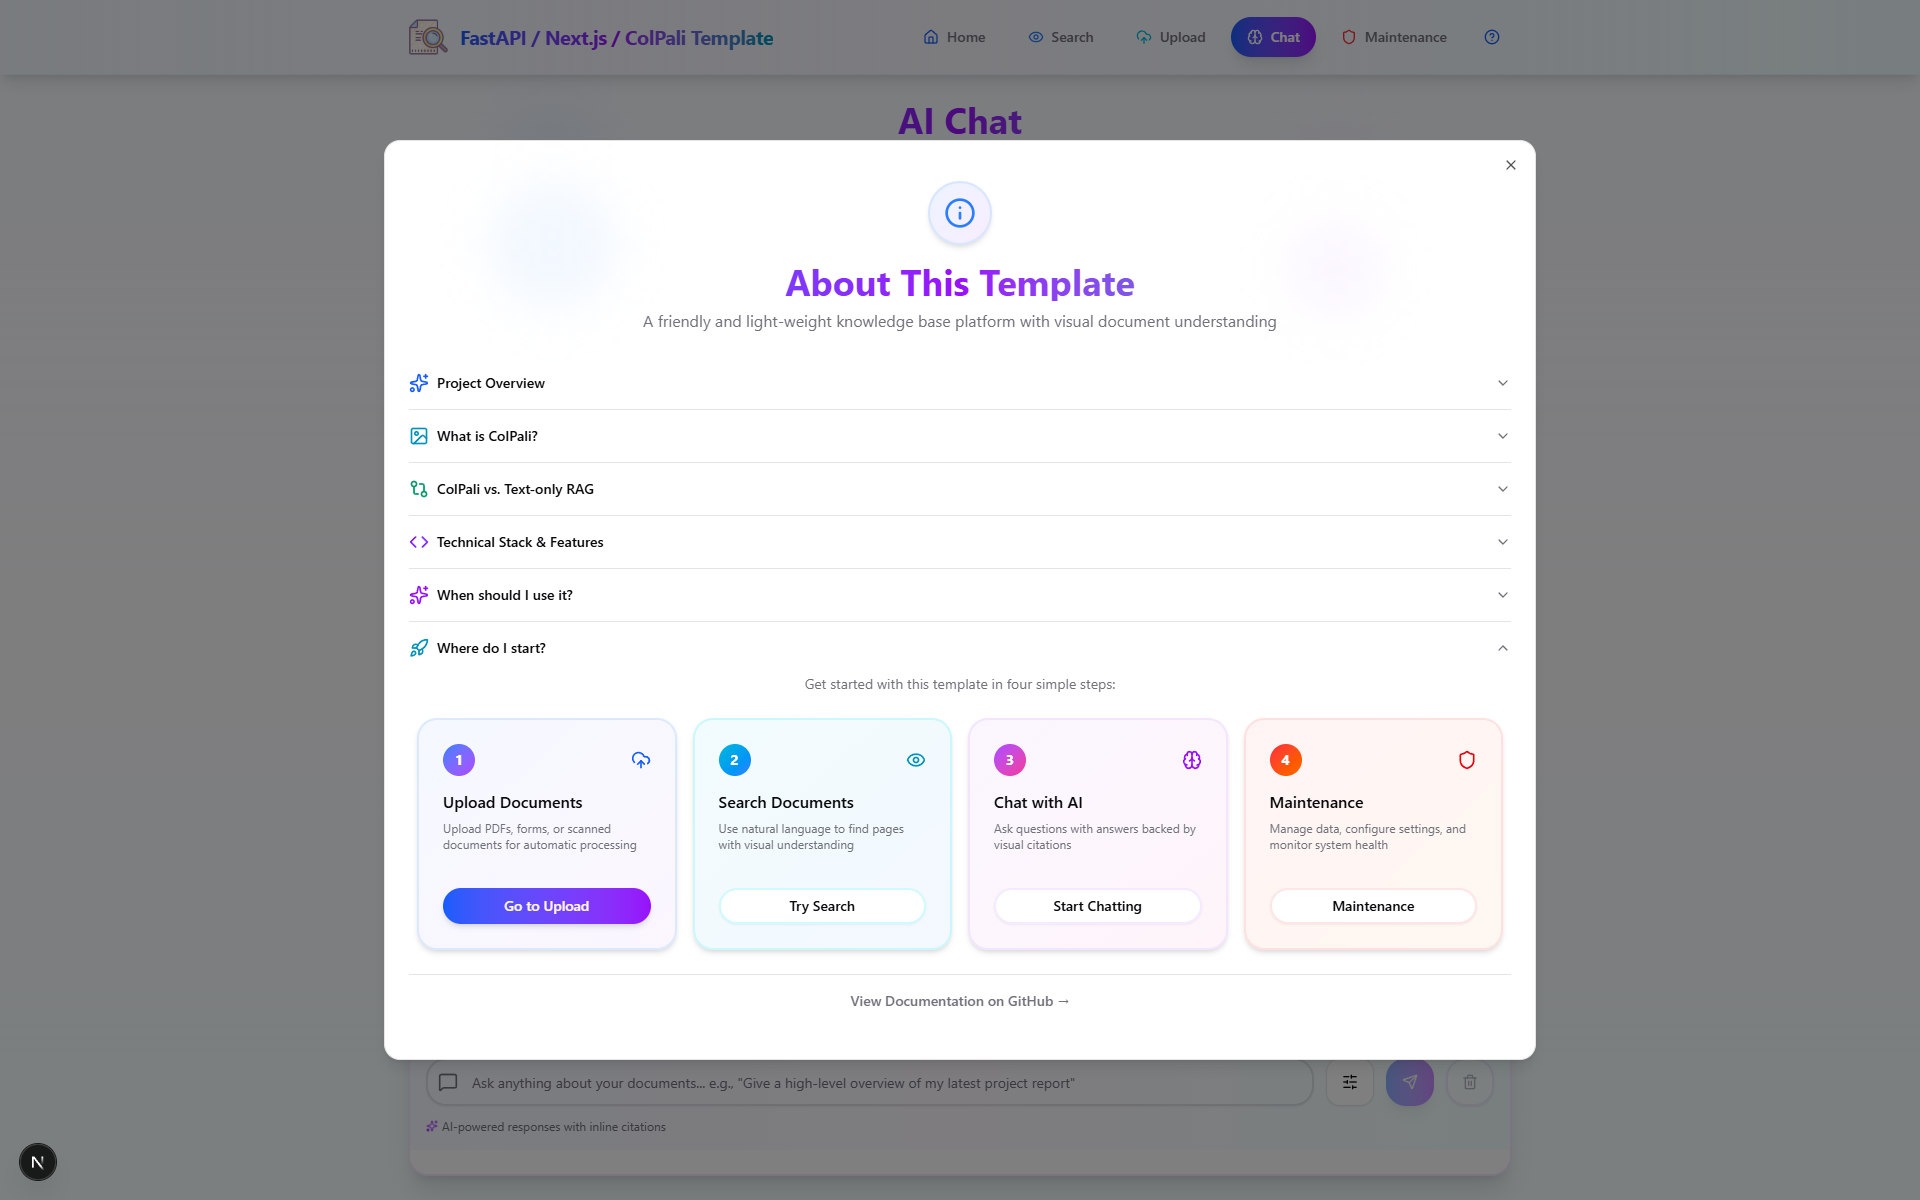 FastAPI / Next.js / ColPali Template
Home
Search
Upload
Chat
Maintenance
AI Chat
About This Template
A friendly and light-weight knowledge base platform with visual document understanding
Project Overview
What is ColPali?
ColPali vs. Text-only RAG
Technical Stack & Features
When should I use it?
Where do I start?
Get started with this template in four simple steps:
1
Upload Documents
Upload PDFs, forms, or scanned
documents for automatic processing
Go to Upload
2
Search Documents
Use natural language to find pages
with visual understanding
Try Search
3
Chat with AI
Ask questions with answers backed by
visual citations
Start Chatting
4
Maintenance
Manage data, configure settings, and
monitor system health
Maintenance
View Documentation on GitHub →
Ask anything about your documents... e.g., "Give a high-level overview of my latest project report"
AI-powered responses with inline citations
N